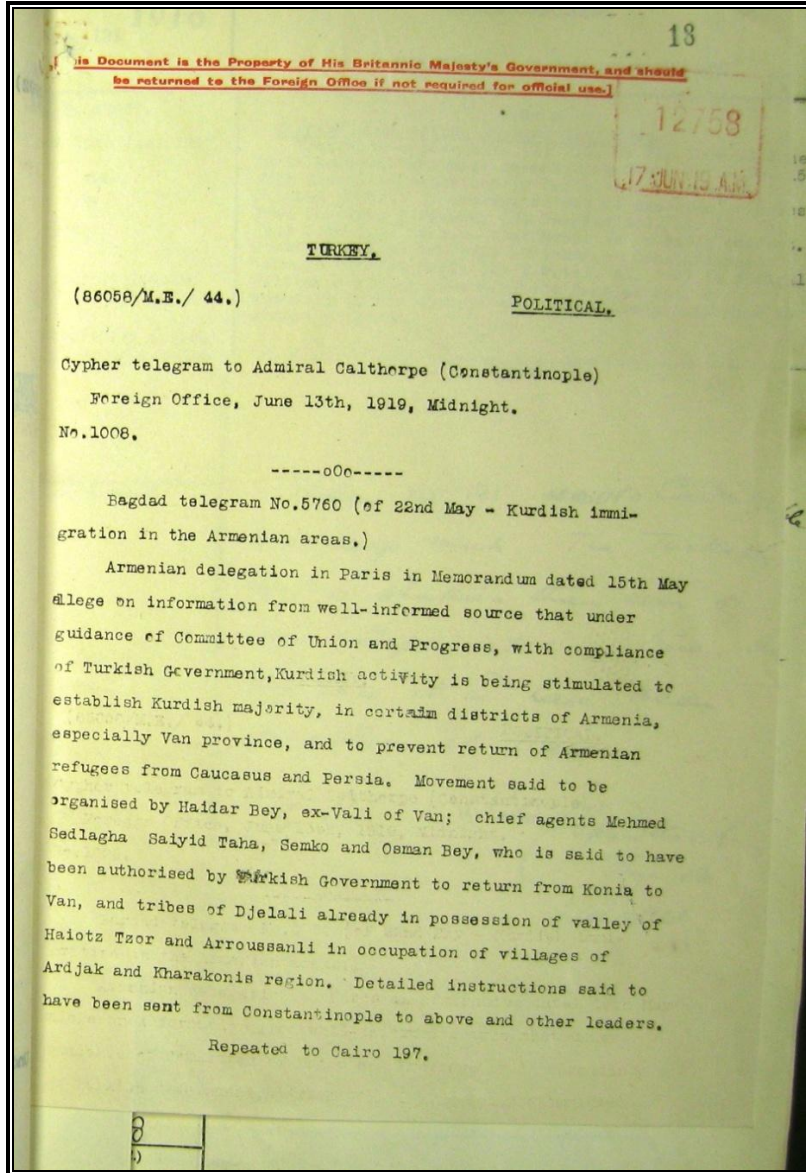 13
is Document is the Property of His Britannic Majesty's Government, and should
be returned to the Foreign Office if not required for official use.]
12758
17 JUN 19 A.M.
TURKEY.
(86058/M.E./ 44.)
POLITICAL.
Cypher telegram to Admiral Calthorpe (Constantinople)
Foreign Office, June 13th, 1919, Midnight.
No.1008.
-----oOo-----
Bagdad telegram No.5760 (of 22nd May - Kurdish immi-
gration in the Armenian areas.)
Armenian delegation in Paris in Memorandum dated 15th May
allege on information from well-informed source that under
guidance of Committee of Union and Progress, with compliance
of Turkish Government,Kurdish activity is being stimulated to
establish Kurdish majority, in certain districts of Armenia,
especially Van province, and to prevent return of Armenian
refugees from Caucasus and Persia. Movement said to be
organised by Haidar Bey, ex-Vali of Van; chief agents Mehmed
Sedlagha Saiyid Taha, Semko and Osman Bey, who is said to have
been authorised by Turkish Government to return from Konia to
Van, and tribes of Djelali already in possession of valley of
Haiotz Tzor and Arroussanli in occupation of villages of
Ardjak and Kharakonis region. Detailed instructions said to
have been sent from Constantinople to above and other leaders.
Repeated to Cairo 197.